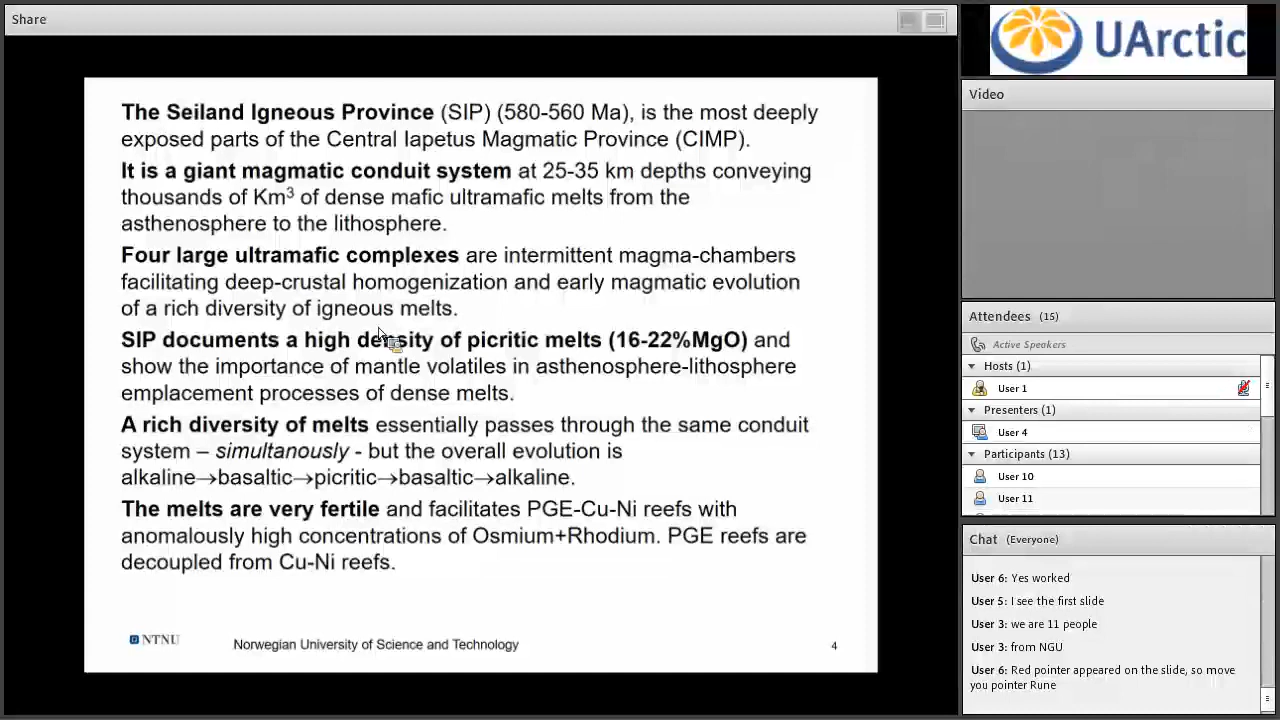 Share
The Seiland Igneous Province (SIP) (580-560 Ma), is the most deeply
exposed parts of the Central Iapetus Magmatic Province (CIMP).
It is a giant magmatic conduit system at 25-35 km depths conveying
thousands of Km³ of dense mafic ultramafic melts from the
asthenosphere to the lithosphere.
Four large ultramafic complexes are intermittent magma-chambers
facilitating deep-crustal homogenization and early magmatic evolution
of a rich diversity of igneous melts.
SIP documents a high density of picritic melts (16-22%MgO) and
show the importance of mantle volatiles in asthenosphere-lithosphere
emplacement processes of dense melts.
A rich diversity of melts essentially passes through the same conduit
system – simultanously - but the overall evolution is
alkaline→basaltic→picritic→basaltic→alkaline.
The melts are very fertile and facilitates PGE-Cu-Ni reefs with
anomalously high concentrations of Osmium+Rhodium. PGE reefs are
decoupled from Cu-Ni reefs.
NTNU
Norwegian University of Science and Technology
4
UArctic
Video
Attendees (15)
Active Speakers
Hosts (1)
User 1
Presenters (1)
User 4
Participants (13)
User 10
User 11
Chat (Everyone)
User 6: Yes worked
User 5: I see the first slide
User 3: we are 11 people
User 3: from NGU
User 6: Red pointer appeared on the slide, so move
you pointer Rune